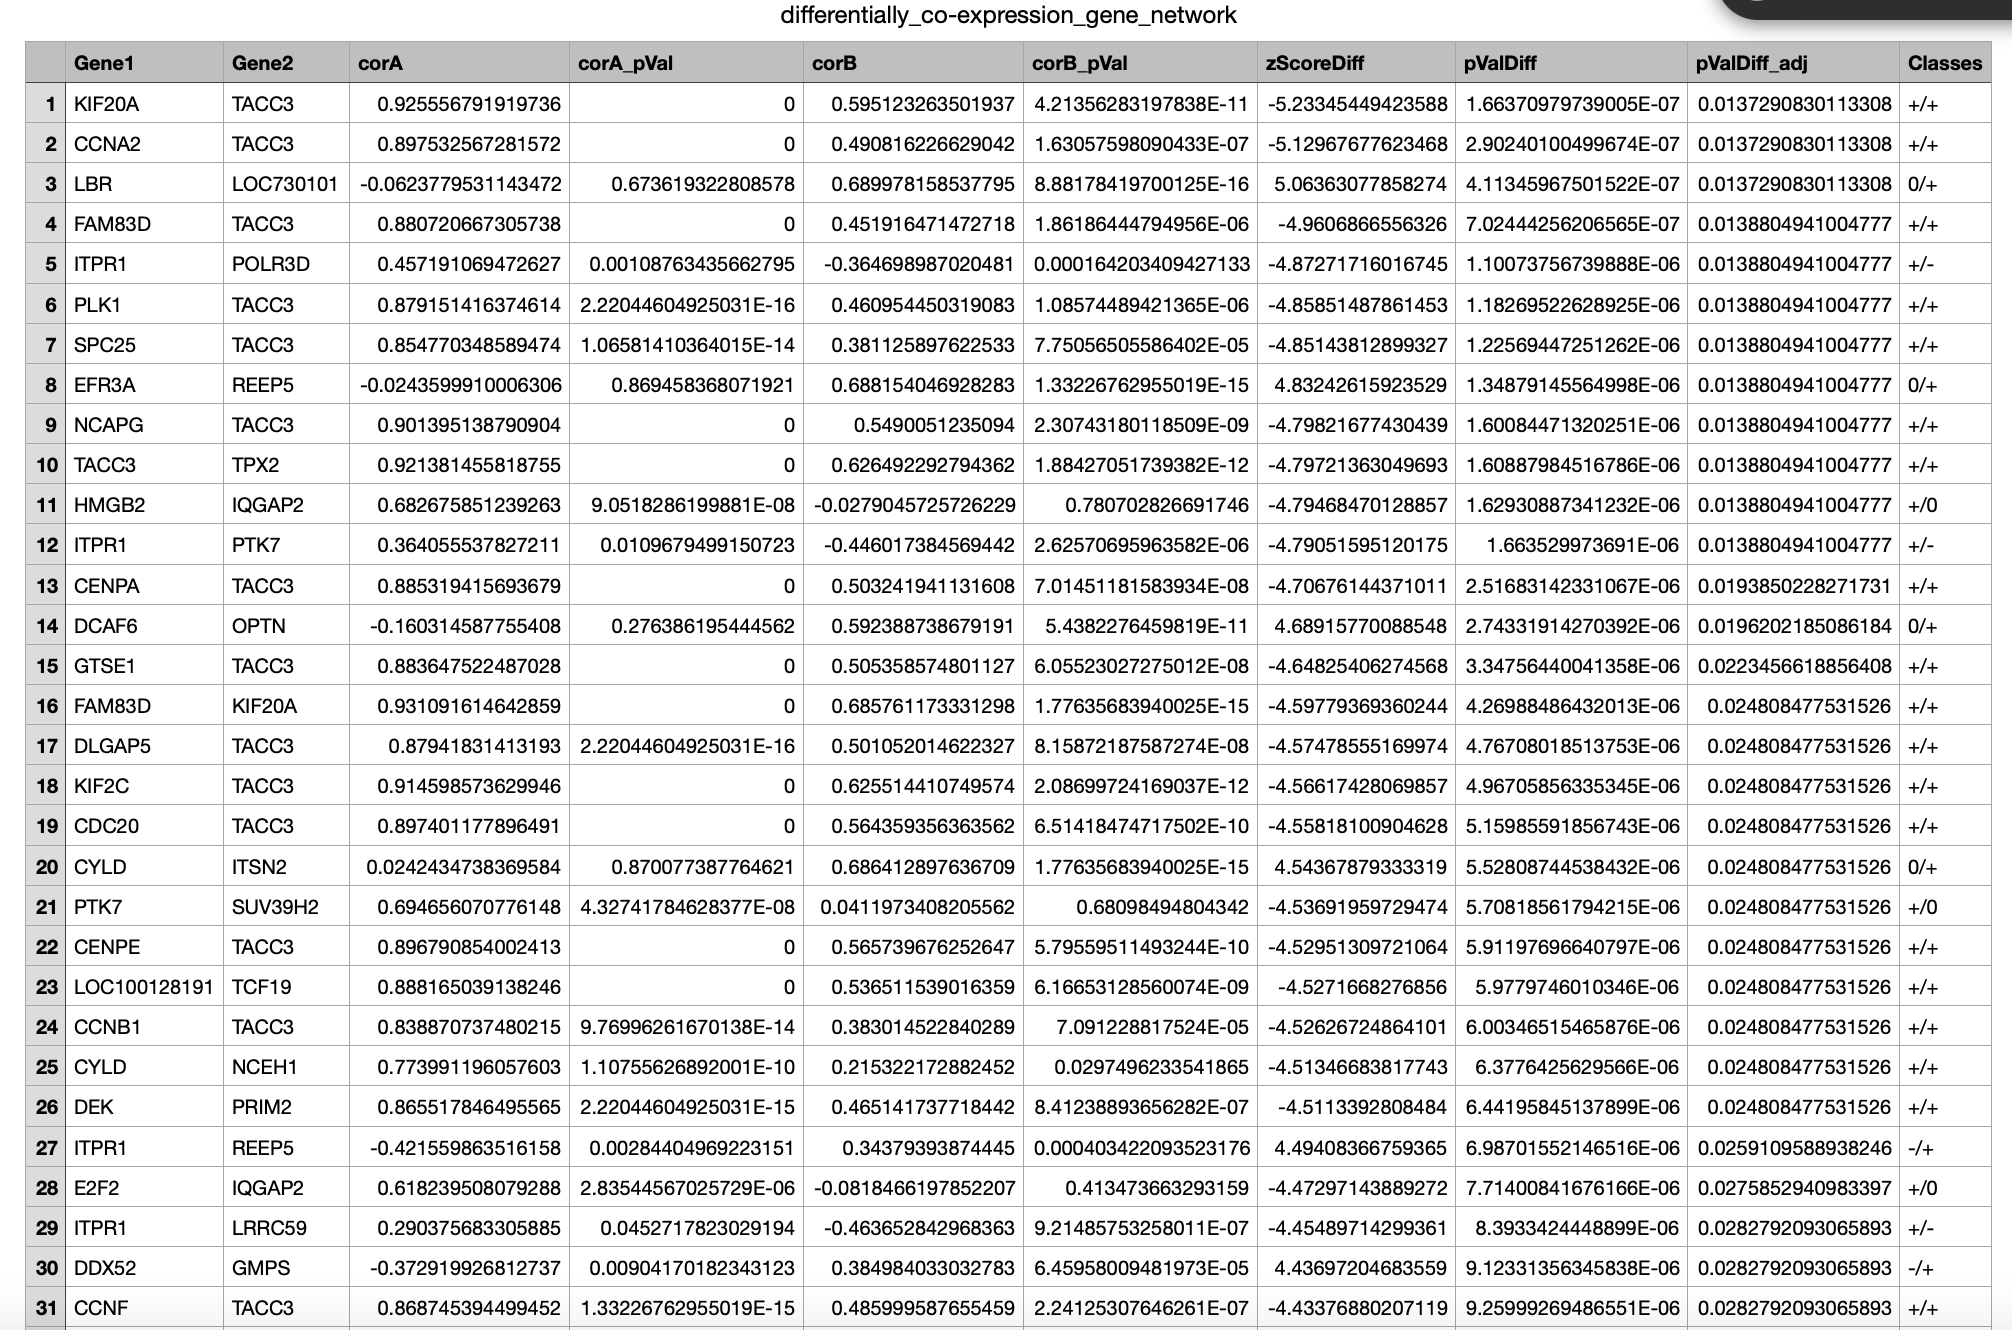 differentially_co-expression_gene_network
Gene1 Gene2 corA corA_pVal corB corB_pVal zScoreDiff pValDiff pValDiff_adj Classes
1 KIF20A TACC3 0.925556791919736 0 0.595123263501937 4.21356283197838E-11 -5.23345449423588 1.66370979739005E-07 0.0137290830113308 +/+
2 CCNA2 TACC3 0.897532567281572 0 0.490816226629042 1.63057598090433E-07 -5.12967677623468 2.90240100499674E-07 0.0137290830113308 +/+
3 LBR LOC730101 -0.0623779531143472 0.673619322808578 0.689978158537795 8.88178419700125E-16 5.06363077858274 4.11345967501522E-07 0.0137290830113308 0/+
4 FAM83D TACC3 0.880720667305738 0 0.451916471472718 1.86186444794956E-06 -4.9606866556326 7.02444256206565E-07 0.0138804941004777 +/+
5 ITPR1 POLR3D 0.457191069472627 0.00108763435662795 -0.364698987020481 0.000164203409427133 -4.87271716016745 1.10073756739888E-06 0.0138804941004777 +/-
6 PLK1 TACC3 0.879151416374614 2.22044604925031E-16 0.460954450319083 1.08574489421365E-06 -4.85851487861453 1.18269522628925E-06 0.0138804941004777 +/+
7 SPC25 TACC3 0.854770348589474 1.06581410364015E-14 0.381125897622533 7.75056505586402E-05 -4.85143812899327 1.22569447251262E-06 0.0138804941004777 +/+
8 EFR3A REEP5 -0.0243599910006306 0.869458368071921 0.688154046928283 1.33226762955019E-15 4.83242615923529 1.34879145564998E-06 0.0138804941004777 0/+
9 NCAPG TACC3 0.901395138790904 0 0.5490051235094 2.30743180118509E-09 -4.79821677430439 1.60084471320251E-06 0.0138804941004777 +/+
10 TACC3 TPX2 0.921381455818755 0 0.626492292794362 1.88427051739382E-12 -4.79721363049693 1.60887984516786E-06 0.0138804941004777 +/+
11 HMGB2 IQGAP2 0.682675851239263 9.0518286199881E-08 -0.0279045725726229 0.780702826691746 -4.79468470128857 1.62930887341232E-06 0.0138804941004777 +/0
12 ITPR1 PTK7 0.364055537827211 0.0109679499150723 -0.446017384569442 2.62570695963582E-06 -4.79051595120175 1.663529973691E-06 0.0138804941004777 +/-
13 CENPA TACC3 0.885319415693679 0 0.503241941131608 7.01451181583934E-08 -4.70676144371011 2.51683142331067E-06 0.0193850228271731 +/+
14 DCAF6 OPTN -0.160314587755408 0.276386195444562 0.592388738679191 5.4382276459819E-11 4.68915770088548 2.74331914270392E-06 0.0196202185086184 0/+
15 GTSE1 TACC3 0.883647522487028 0 0.505358574801127 6.05523027275012E-08 -4.64825406274568 3.34756440041358E-06 0.0223456618856408 +/+
16 FAM83D KIF20A 0.931091614642859 0 0.685761173331298 1.77635683940025E-15 -4.59779369360244 4.26988486432013E-06 0.024808477531526 +/+
17 DLGAP5 TACC3 0.87941831413193 2.22044604925031E-16 0.501052014622327 8.15872187587274E-08 -4.57478555169974 4.76708018513753E-06 0.024808477531526 +/+
18 KIF2C TACC3 0.914598573629946 0 0.625514410749574 2.08699724169037E-12 -4.56617428069857 4.96705856335345E-06 0.024808477531526 +/+
19 CDC20 TACC3 0.897401177896491 0 0.564359356363562 6.51418474717502E-10 -4.55818100904628 5.15985591856743E-06 0.024808477531526 +/+
20 CYLD ITSN2 0.0242434738369584 0.870077387764621 0.686412897636709 1.77635683940025E-15 4.54367879333319 5.52808744538432E-06 0.024808477531526 0/+
21 PTK7 SUV39H2 0.694656070776148 4.32741784628377E-08 0.0411973408205562 0.68098494804342 -4.53691959729474 5.70818561794215E-06 0.024808477531526 +/0
22 CENPE TACC3 0.896790854002413 0 0.565739676252647 5.79559511493244E-10 -4.52951309721064 5.91197696640797E-06 0.024808477531526 +/+
23 LOC100128191 TCF19 0.888165039138246 0 0.536511539016359 6.16653128560074E-09 -4.5271668276856 5.9779746010346E-06 0.024808477531526 +/+
24 CCNB1 TACC3 0.838870737480215 9.76996261670138E-14 0.383014522840289 7.091228817524E-05 -4.52626724864101 6.00346515465876E-06 0.024808477531526 +/+
25 CYLD NCEH1 0.773991196057603 1.10755626892001E-10 0.215322172882452 0.0297496233541865 -4.51346683817743 6.3776425629566E-06 0.024808477531526 +/+
26 DEK PRIM2 0.865517846495565 2.22044604925031E-15 0.465141737718442 8.41238893656282E-07 -4.5113392808484 6.44195845137899E-06 0.024808477531526 +/+
27 ITPR1 REEP5 -0.421559863516158 0.00284404969223151 0.34379393874445 0.000403422093523176 4.49408366759365 6.98701552146516E-06 0.0259109588938246 -/+
28 E2F2 IQGAP2 0.618239508079288 2.83544567025729E-06 -0.0818466197852207 0.413473663293159 -4.47297143889272 7.71400841676166E-06 0.0275852940983397 +/0
29 ITPR1 LRRC59 0.290375683305885 0.0452717823029194 -0.463652842968363 9.21485753258011E-07 -4.45489714299361 8.3933424448899E-06 0.0282792093065893 +/-
30 DDX52 GMPS -0.372919926812737 0.00904170182343123 0.384984033032783 6.45958009481973E-05 4.43697204683559 9.12331356345838E-06 0.0282792093065893 -/+
31 CCNF TACC3 0.868745394499452 1.33226762955019E-15 0.485999587655459 2.24125307646261E-07 -4.43376880207119 9.25999269486551E-06 0.0282792093065893 +/+